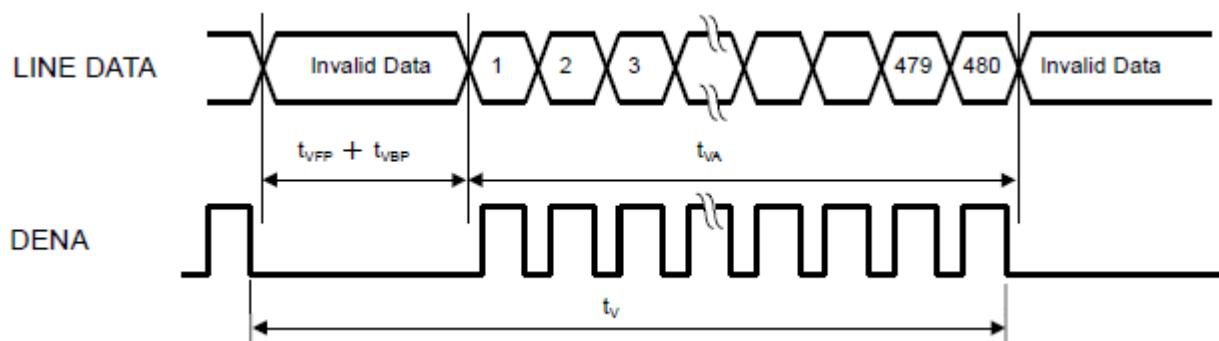 LINE DATA
Invalid Data 1 2 3 479 480 Invalid Data
tVFP + tVBP tVA
DENA
tV